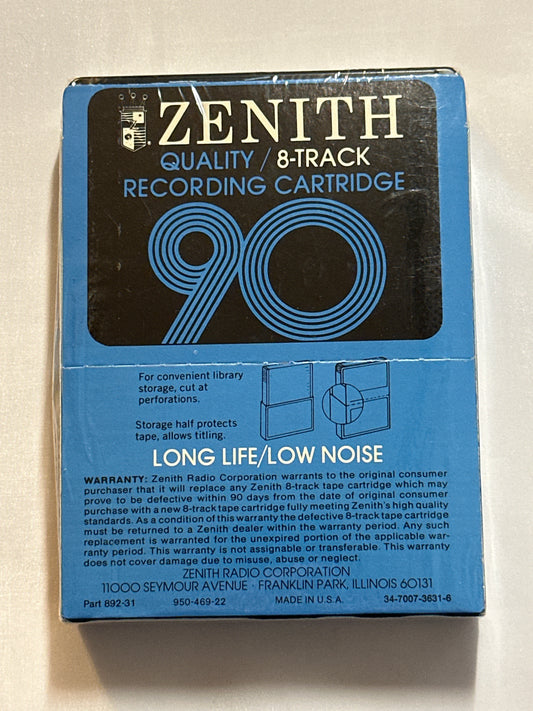 ZENITH
QUALITY / 8-TRACK
RECORDING CARTRIDGE
90
For convenient library
storage, cut at
perforations.
Storage half protects
tape, allows titling.
LONG LIFE/LOW NOISE
WARRANTY: Zenith Radio Corporation warrants to the original consumer
purchaser that it will replace any Zenith 8-track tape cartridge which may
prove to be defective within 90 days from the date of original consumer
purchase with a new 8-track tape cartridge fully meeting Zenith's high quality
standards. As a condition of this warranty the defective 8-track tape cartridge
must be returned to a Zenith dealer within the warranty period. Any such
replacement is warranted for the unexpired portion of the applicable war-
ranty period. This warranty is not assignable or transferable. This warranty
does not cover damage due to misuse, abuse or neglect.
ZENITH RADIO CORPORATION
11000 SEYMOUR AVENUE · FRANKLIN PARK, ILLINOIS 60131
Part 892-31 950-469-22 MADE IN U.S.A. 34-7007-3631-6